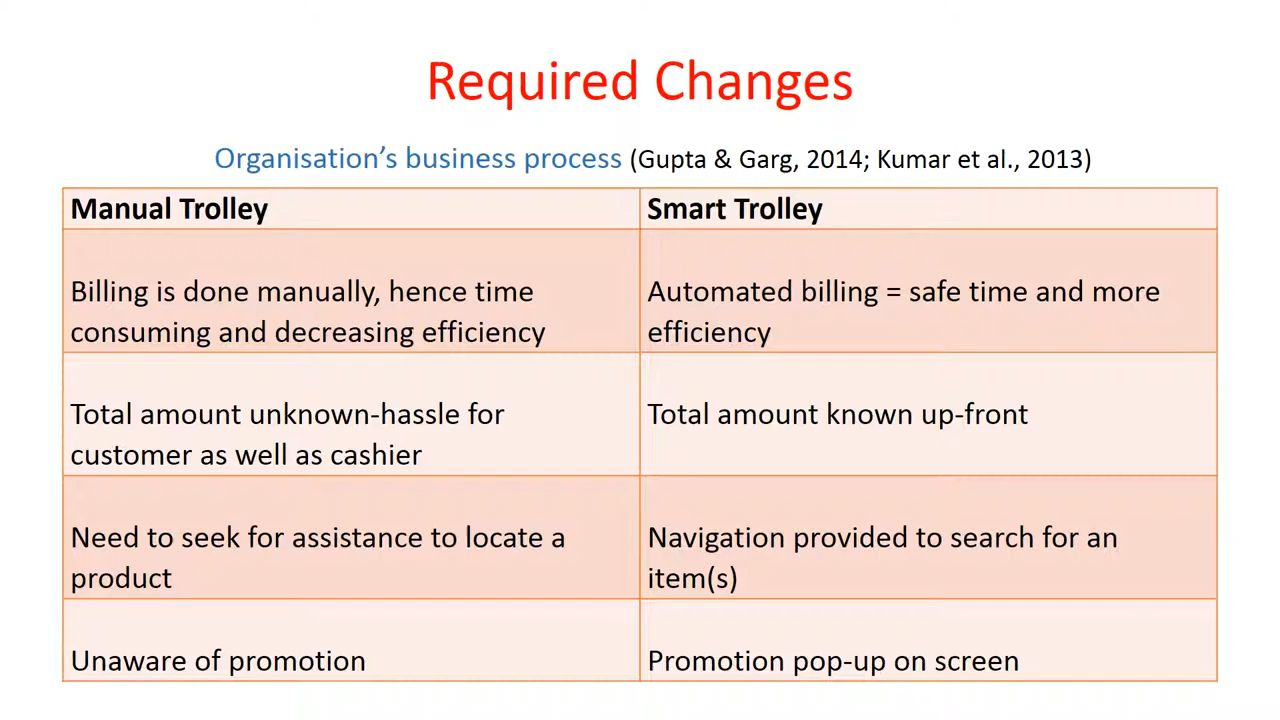 Required Changes
Organisation’s business process (Gupta & Garg, 2014; Kumar et al., 2013)
Manual Trolley
Smart Trolley
Billing is done manually, hence time
consuming and decreasing efficiency
Automated billing = safe time and more
efficiency
Total amount unknown-hassle for
customer as well as cashier
Total amount known up-front
Need to seek for assistance to locate a
product
Navigation provided to search for an
item(s)
Unaware of promotion
Promotion pop-up on screen